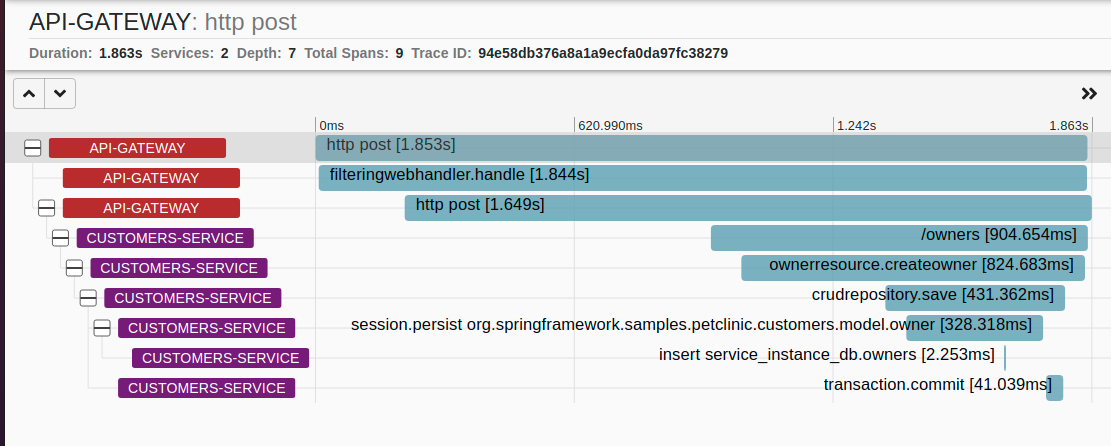 API-GATEWAY: http post
Duration: 1.863s Services: 2 Depth: 7 Total Spans: 9 Trace ID: 94e58db376a8a1a9ecfa0da97fc38279
0ms 620.990ms 1.242s 1.863s
API-GATEWAY http post [1.853s]
API-GATEWAY filteringwebhandler.handle [1.844s]
API-GATEWAY http post [1.649s]
CUSTOMERS-SERVICE /owners [904.654ms]
CUSTOMERS-SERVICE ownerresource.createowner [824.683ms]
CUSTOMERS-SERVICE crudrepository.save [431.362ms]
CUSTOMERS-SERVICE session.persist org.springframework.samples.petclinic.customers.model.owner [328.318ms]
CUSTOMERS-SERVICE insert service_instance_db.owners [2.253ms]
CUSTOMERS-SERVICE transaction.commit [41.039ms]